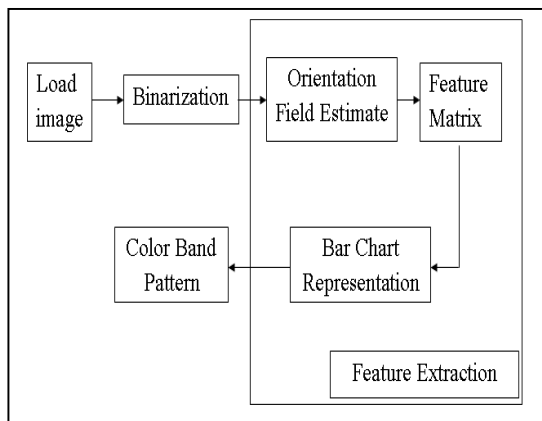 Load
image
Binarization
Orientation
Field Estimate
Feature
Matrix
Color Band
Pattern
Bar Chart
Representation
Feature Extraction